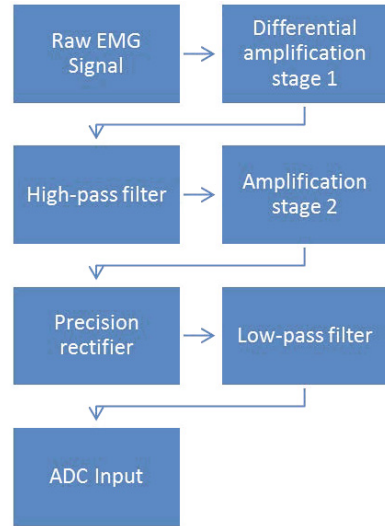 Raw EMG
Signal
Differential
amplification
stage 1
High-pass filter
Amplification
stage 2
Precision
rectifier
Low-pass filter
ADC Input